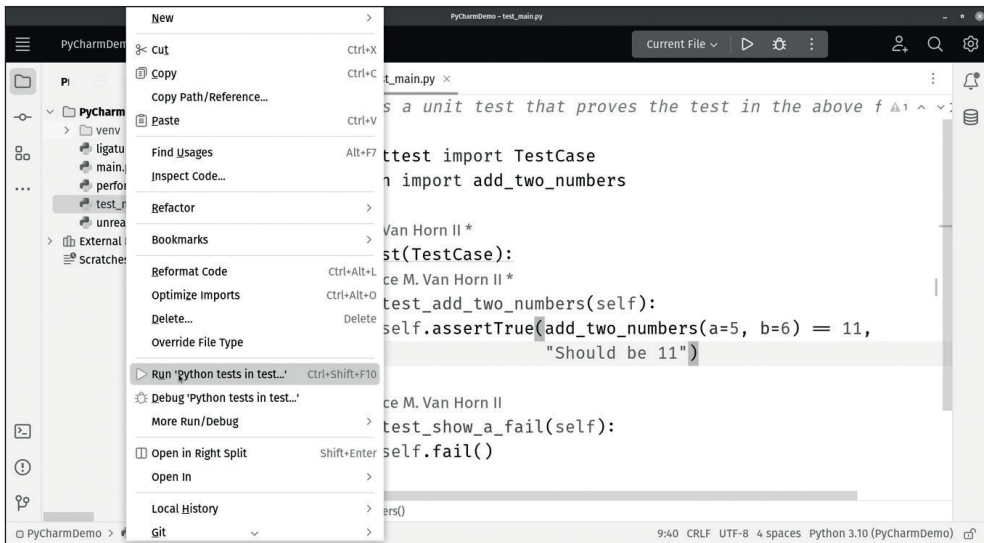 PyCharmDemo – test_main.py
PyCharmDem
Current File
t_main.py
New
Cut Ctrl+X
Copy Ctrl+C
Copy Path/Reference...
Paste Ctrl+V
Find Usages Alt+F7
Inspect Code...
Refactor
Bookmarks
Reformat Code Ctrl+Alt+L
Optimize Imports Ctrl+Alt+O
Delete... Delete
Override File Type
Run 'Python tests in test...' Ctrl+Shift+F10
Debug 'Python tests in test...'
More Run/Debug
Open in Right Split Shift+Enter
Open In
Local History
Git
PyCharm
venv
ligatu
main.
perfor
test_m
unrea
External
Scratche
s a unit test that proves the test in the above f 1
ttest import TestCase
n import add_two_numbers
Van Horn II *
st(TestCase):
ce M. Van Horn II *
test_add_two_numbers(self):
self.assertTrue(add_two_numbers(a=5, b=6) == 11,
"Should be 11")
ce M. Van Horn II
test_show_a_fail(self):
self.fail()
ers()
PyCharmDemo >
9:40 CRLF UTF-8 4 spaces Python 3.10 (PyCharmDemo)